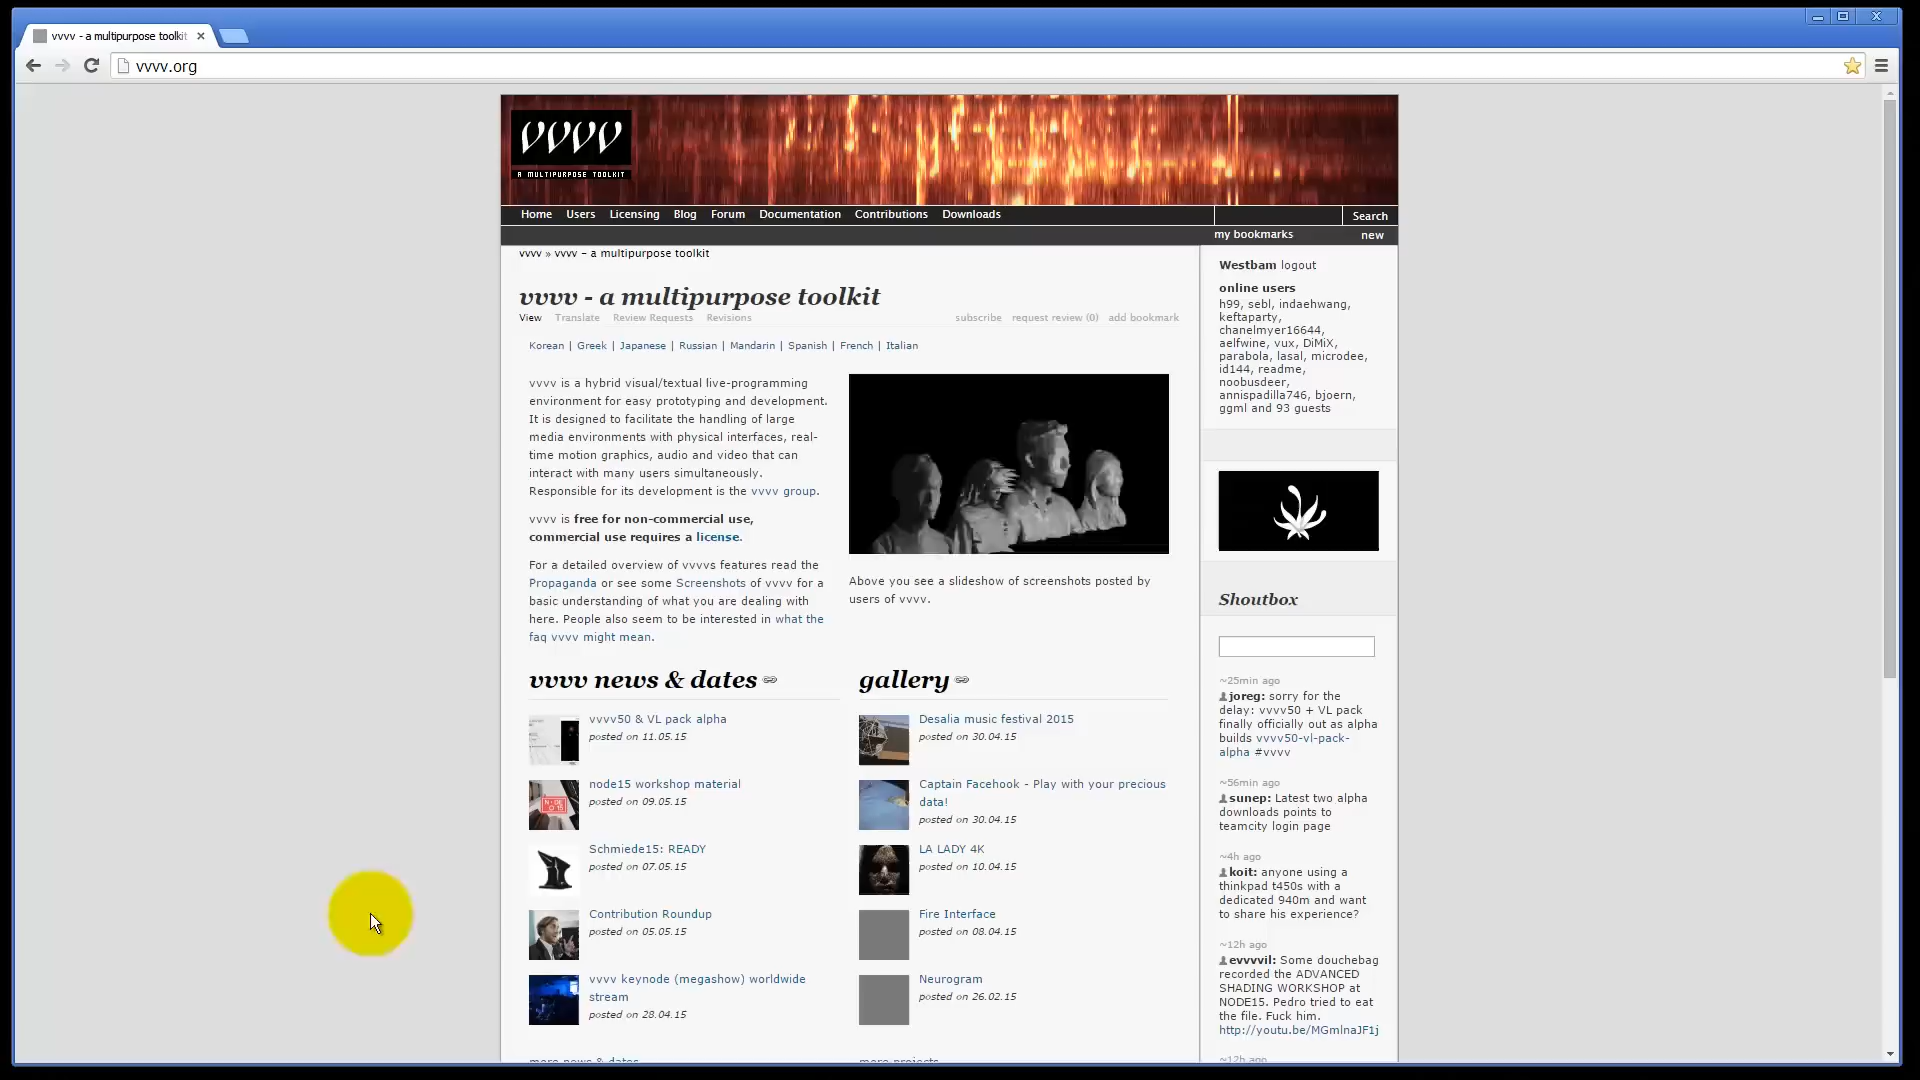 vvvv - a multipurpose toolkit
vvvv.org
vvvv
A MULTIPURPOSE TOOLKIT
Home Users Licensing Blog Forum Documentation Contributions Downloads Search
my bookmarks new
vvvv » vvvv - a multipurpose toolkit
vvvv - a multipurpose toolkit
View Translate Review Requests Revisions subscribe request review (0) add bookmark
Korean | Greek | Japanese | Russian | Mandarin | Spanish | French | Italian
vvvv is a hybrid visual/textual live-programming
environment for easy prototyping and development.
It is designed to facilitate the handling of large
media environments with physical interfaces, real-
time motion graphics, audio and video that can
interact with many users simultaneously.
Responsible for its development is the vvvv group.
vvvv is free for non-commercial use,
commercial use requires a license.
For a detailed overview of vvvvs features read the
Propaganda or see some Screenshots of vvvv for a
basic understanding of what you are dealing with
here. People also seem to be interested in what the
faq vvvv might mean.
Above you see a slideshow of screenshots posted by
users of vvvv.
vvvv news & dates
vvvv50 & VL pack alpha
posted on 11.05.15
node15 workshop material
posted on 09.05.15
Schmiede15: READY
posted on 07.05.15
Contribution Roundup
posted on 05.05.15
vvvv keynode (megashow) worldwide
stream
posted on 28.04.15
more news & dates
gallery
Desalia music festival 2015
posted on 30.04.15
Captain Facehook - Play with your precious
data!
posted on 30.04.15
LA LADY 4K
posted on 10.04.15
Fire Interface
posted on 08.04.15
Neurogram
posted on 26.02.15
more projects
Westbam logout
online users
h99, sebl, indaehwang,
keftaparty,
chanelmyer16644,
aelfwine, vux, DiMiX,
parabola, lasal, microdee,
id144, readme,
noobusdeer,
annispadilla746, bjoern,
ggml and 93 guests
Shoutbox
~25min ago
joreg: sorry for the
delay: vvvv50 + VL pack
finally officially out as alpha
builds vvvv50-vl-pack-
alpha #vvvv
~56min ago
sunep: Latest two alpha
downloads points to
teamcity login page
~4h ago
koit: anyone using a
thinkpad t450s with a
dedicated 940m and want
to share his experience?
~12h ago
evvvvil: Some douchebag
recorded the ADVANCED
SHADING WORKSHOP at
NODE15. Pedro tried to eat
the file. Fuck him.
http://youtu.be/MGmlnaJF1j
~12h ago